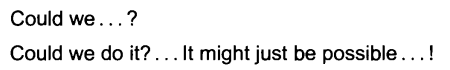 Could we . . . ?
Could we do it? . . . It might just be possible . . . !